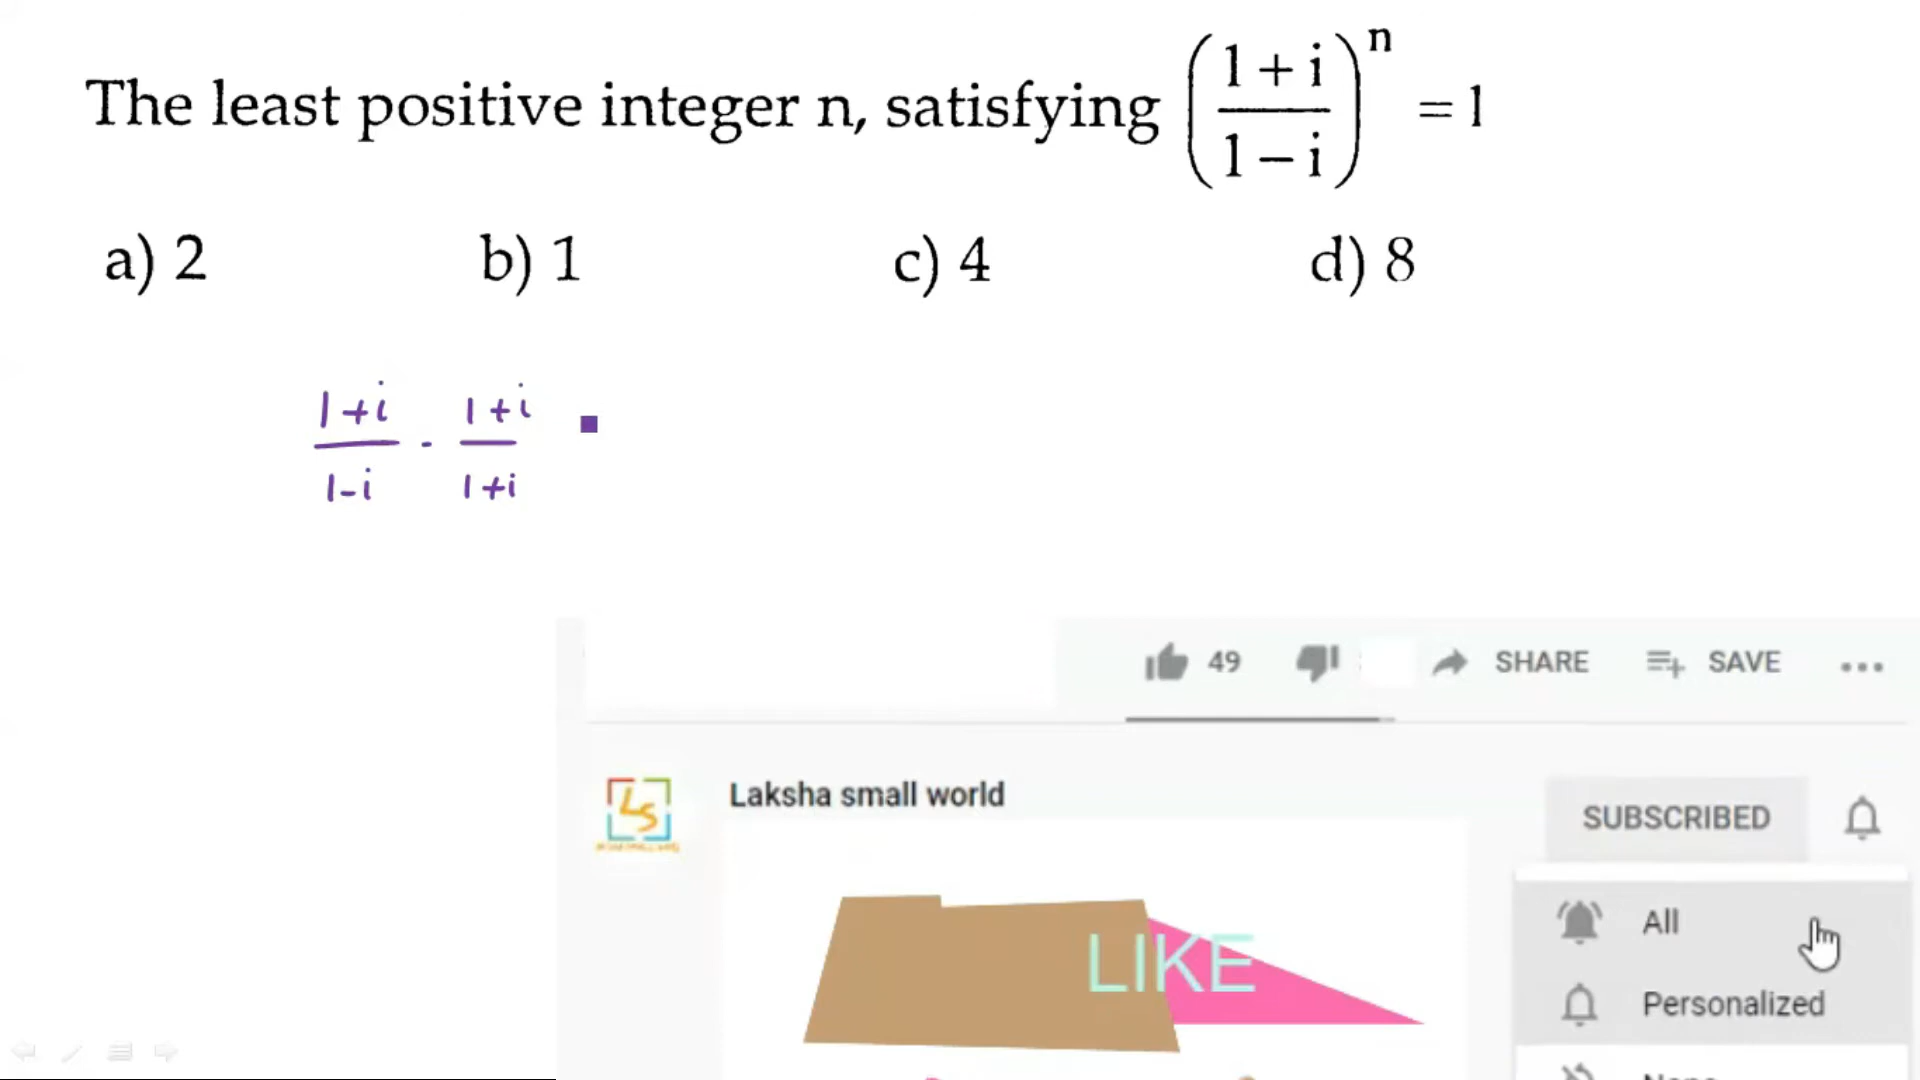 The least positive integer n, satisfying (1 + i / 1 − i)^n = 1
a) 2 b) 1 c) 4 d) 8
1+i / 1-i · 1+i / 1+i
49 SHARE SAVE
Laksha small world
SUBSCRIBED
LS
All
LIKE
Personalized